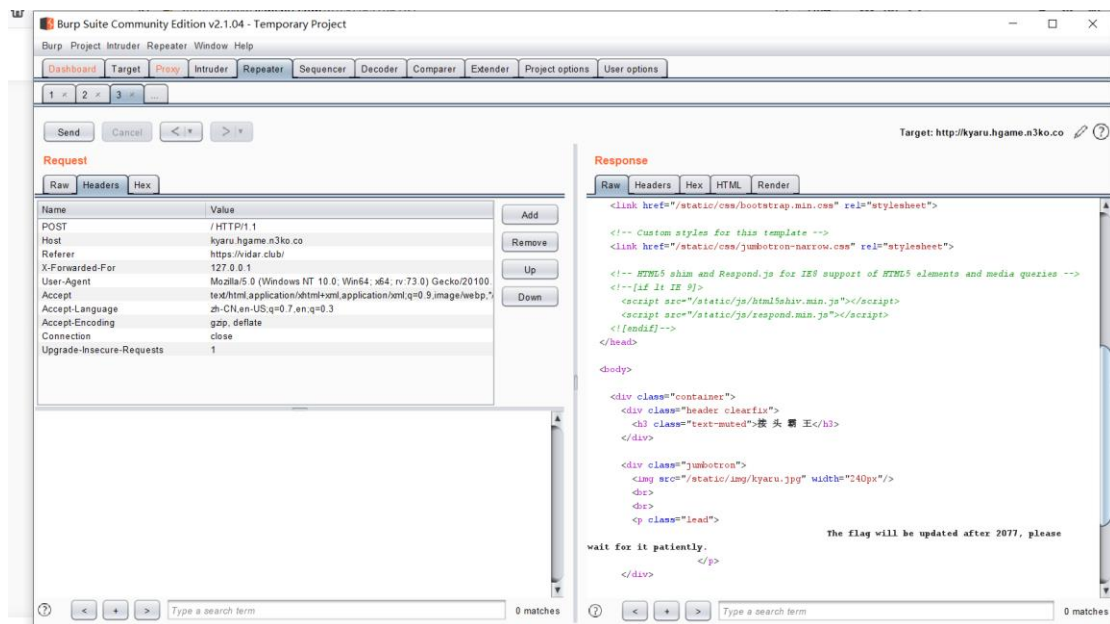 Burp Suite Community Edition v2.1.04 - Temporary Project
Burp Project Intruder Repeater Window Help
Dashboard Target Proxy Intruder Repeater Sequencer Decoder Comparer Extender Project options User options
1 × 2 × 3 × ...
Send Cancel < > Target: http://kyaru.hgame.n3ko.co
Request
Raw Headers Hex
Name Value
POST / HTTP/1.1
Host kyaru.hgame.n3ko.co
Referer https://vidar.club/
X-Forwarded-For 127.0.0.1
User-Agent Mozilla/5.0 (Windows NT 10.0; Win64; x64; rv:73.0) Gecko/20100.
Accept text/html,application/xhtml+xml,application/xml;q=0.9,image/webp,*/
Accept-Language zh-CN,en-US;q=0.7,en;q=0.3
Accept-Encoding gzip, deflate
Connection close
Upgrade-Insecure-Requests 1
Add
Remove
Up
Down
Type a search term 0 matches
Response
Raw Headers Hex HTML Render
<link href="/static/css/bootstrap.min.css" rel="stylesheet">
<!-- Custom styles for this template -->
<link href="/static/css/jumbotron-narrow.css" rel="stylesheet">
<!-- HTML5 shim and Respond.js for IE8 support of HTML5 elements and media queries -->
<!--[if lt IE 9]>
<script src="/static/js/html5shiv.min.js"></script>
<script src="/static/js/respond.min.js"></script>
<![endif]-->
</head>
<body>
<div class="container">
<div class="header clearfix">
<h3 class="text-muted">接 头 霸 王</h3>
</div>
<div class="jumbotron">
<img src="/static/img/kyaru.jpg" width="240px"/>
<br>
<br>
<p class="lead">
The flag will be updated after 2077, please
wait for it patiently.
</p>
</div>
Type a search term 0 matches